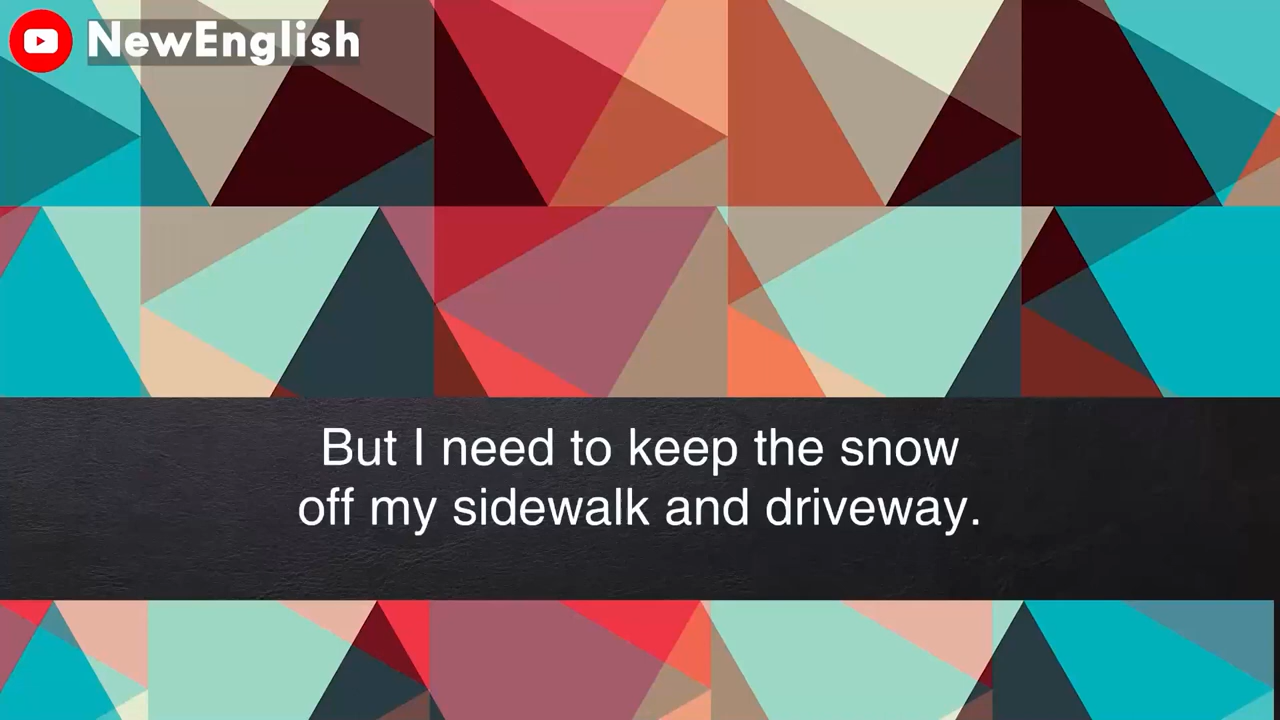 NewEnglish
But I need to keep the snow
off my sidewalk and driveway.